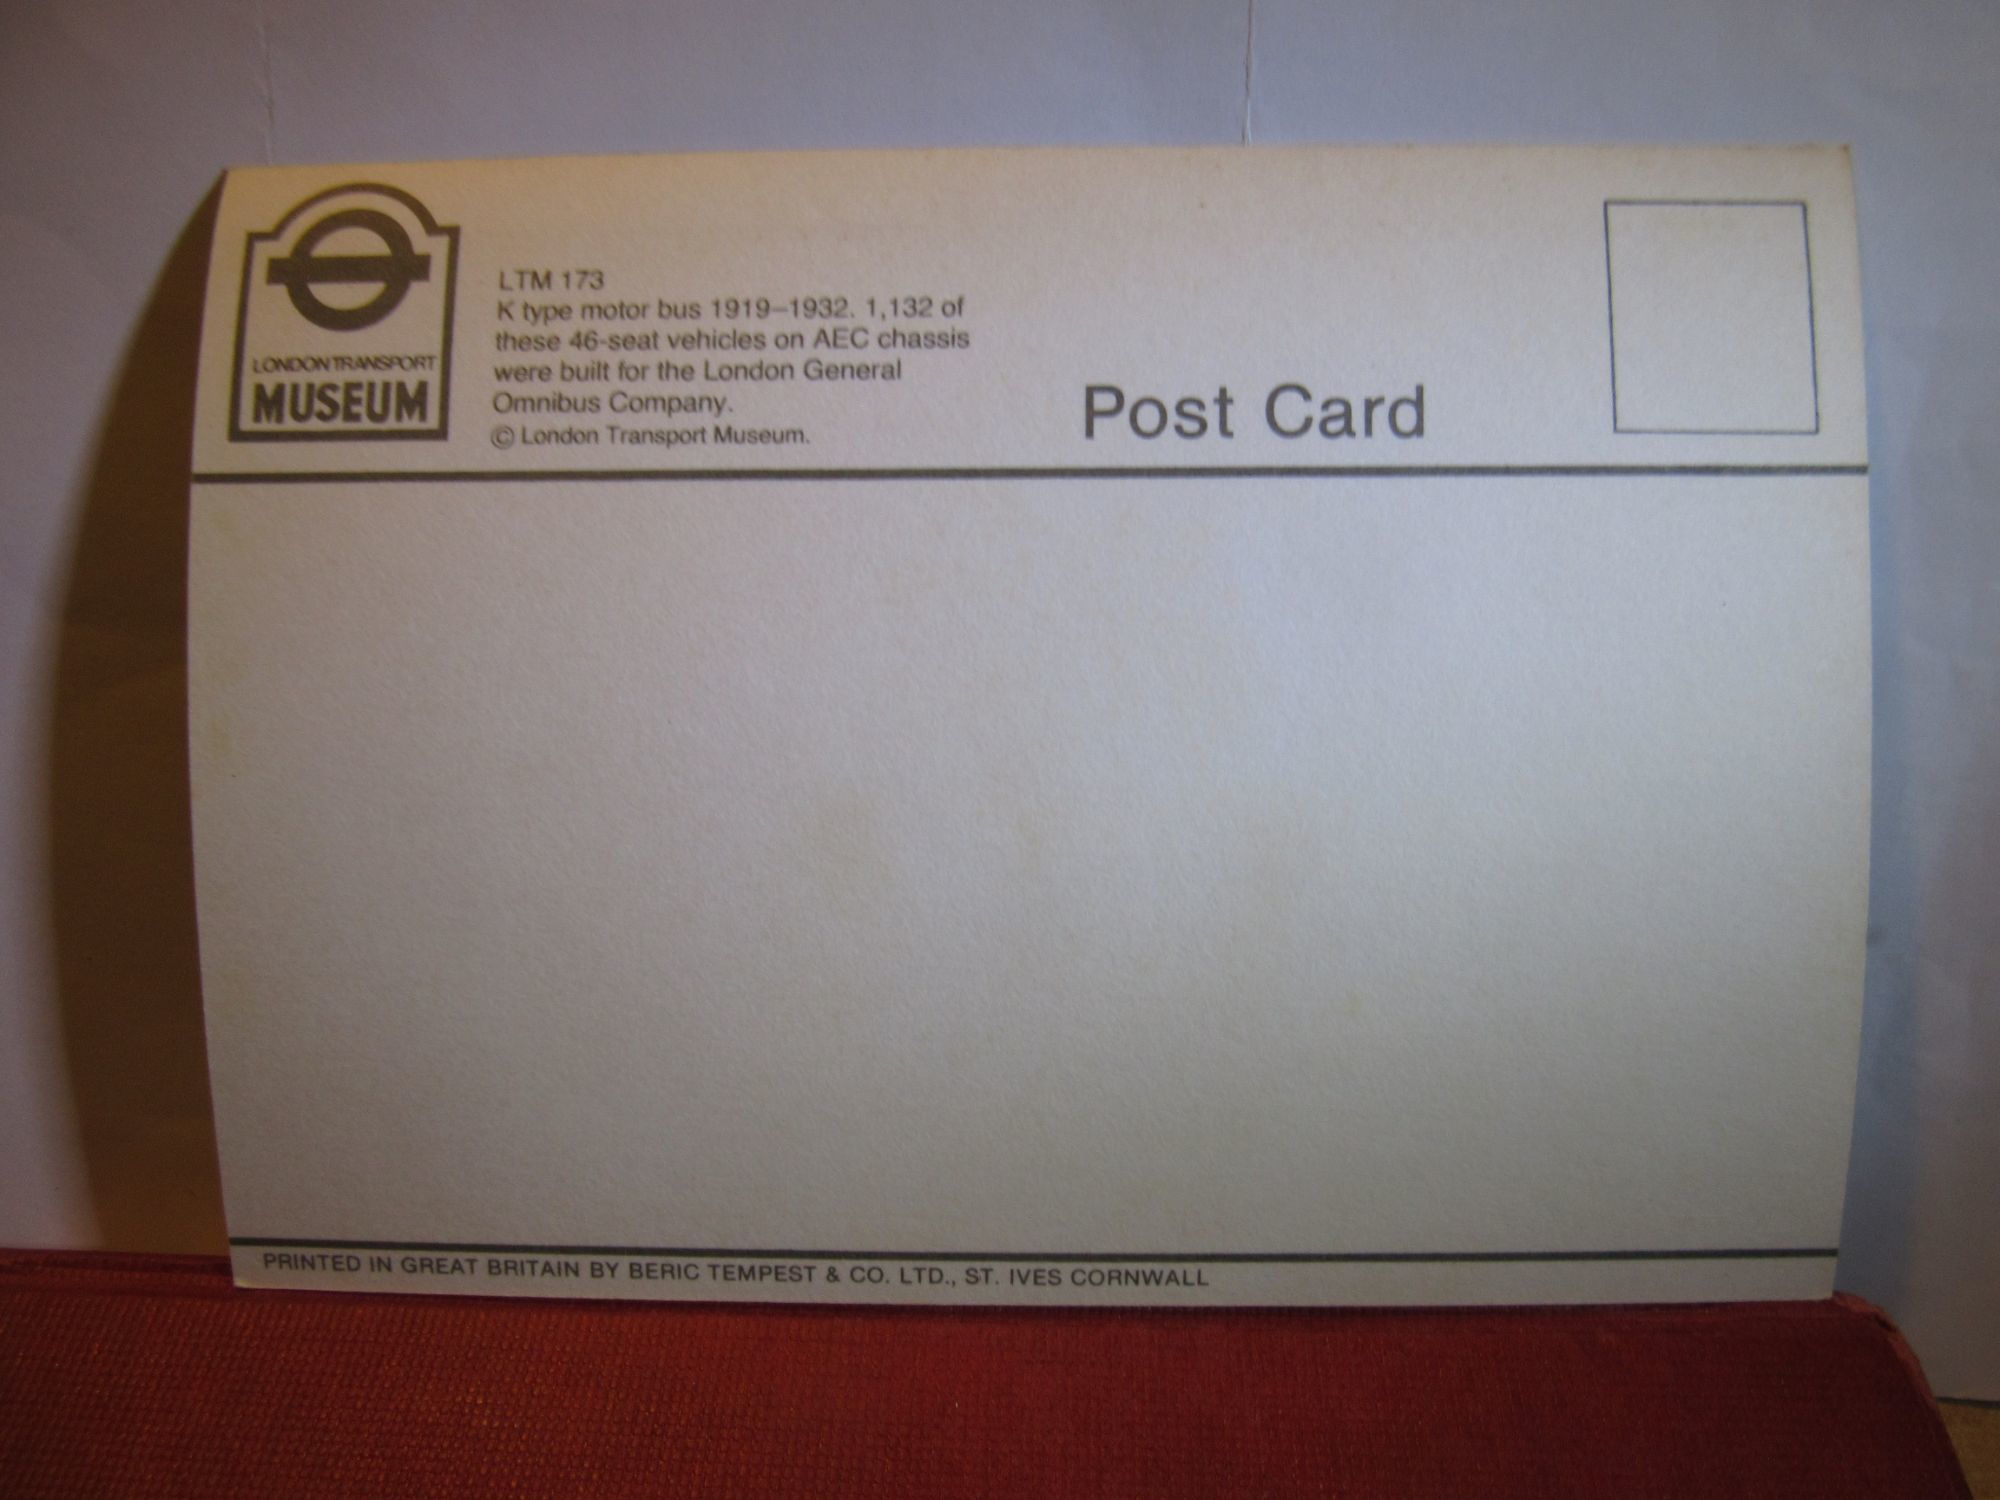 LONDON TRANSPORT
MUSEUM
LTM 173
K type motor bus 1919–1932. 1,132 of
these 46-seat vehicles on AEC chassis
were built for the London General
Omnibus Company.
© London Transport Museum.
Post Card
PRINTED IN GREAT BRITAIN BY BERIC TEMPEST & CO. LTD., ST. IVES CORNWALL